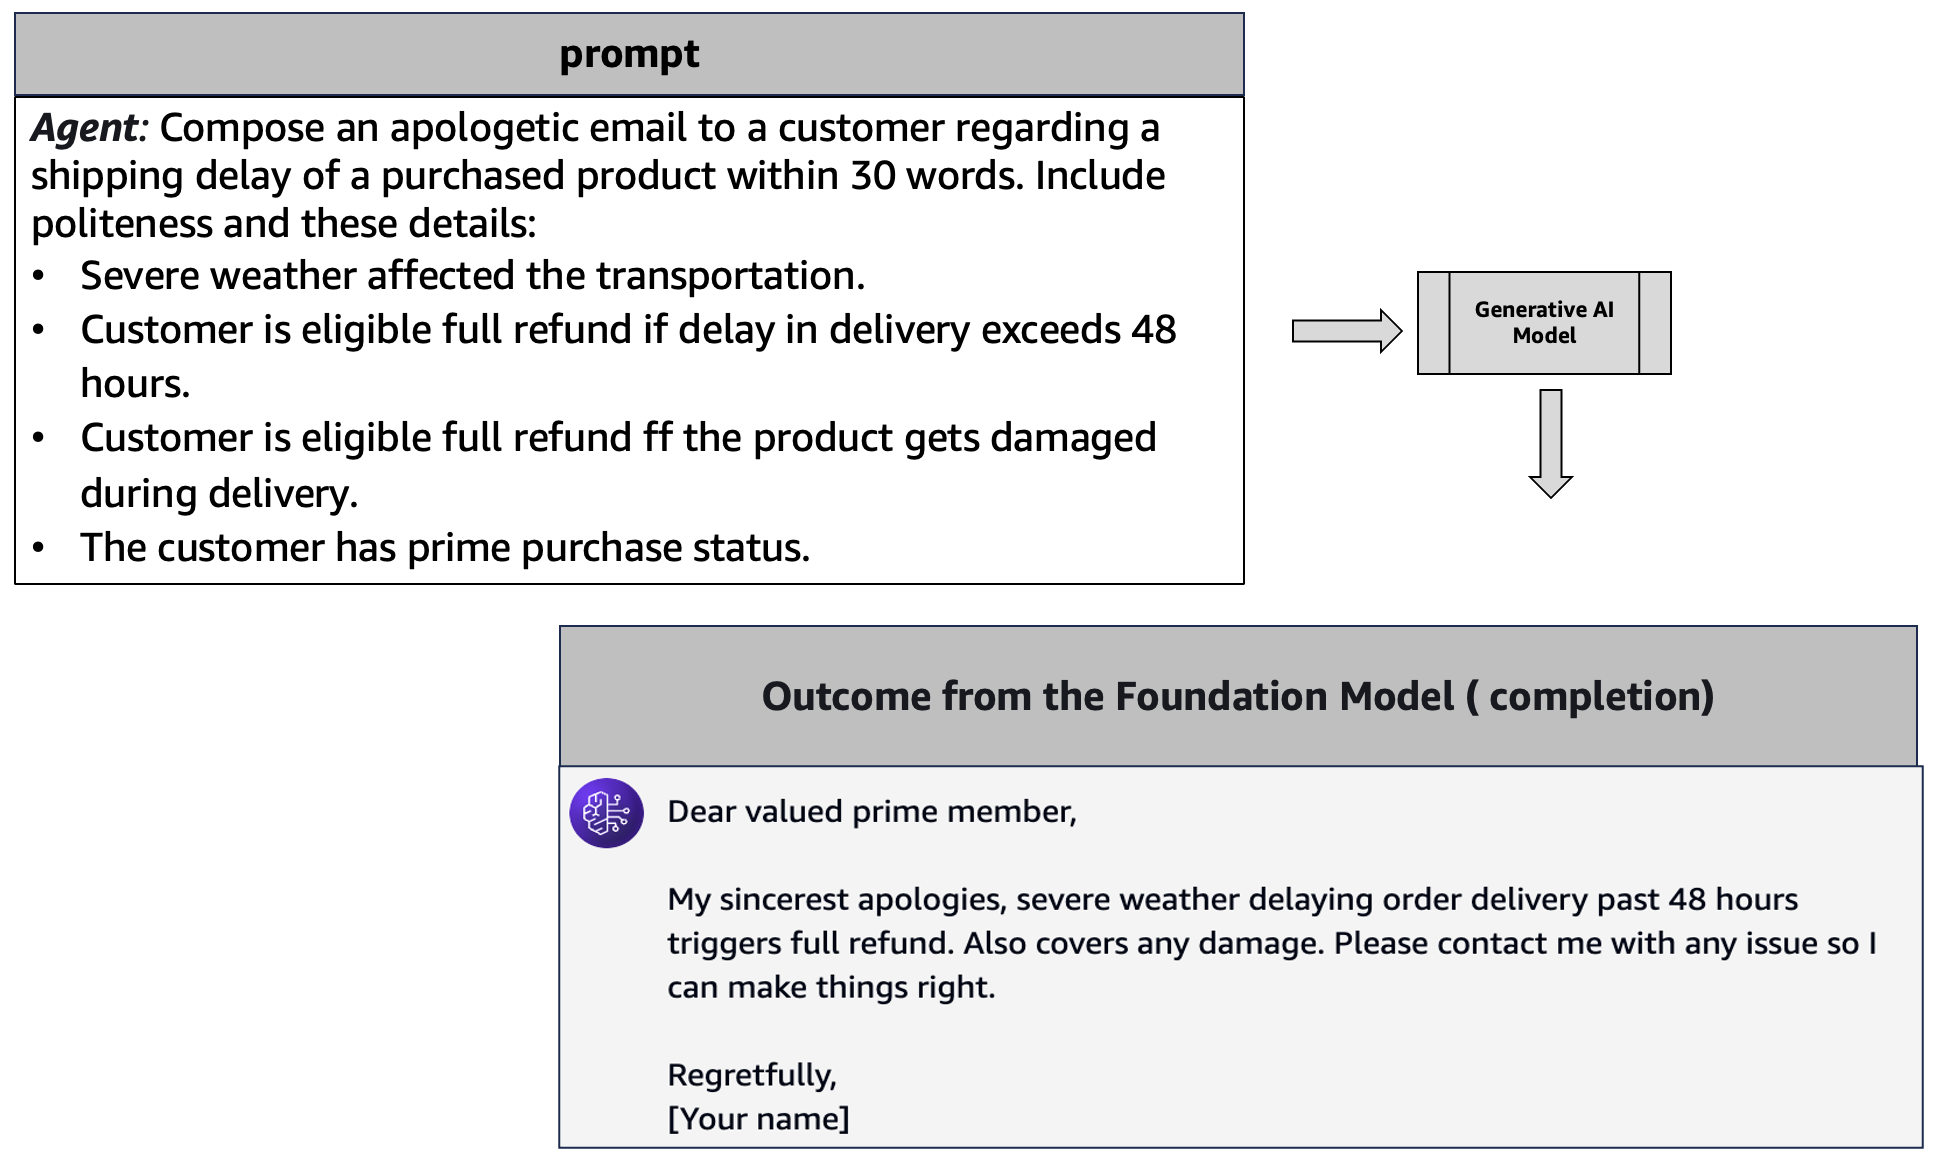 prompt
Agent: Compose an apologetic email to a customer regarding a
shipping delay of a purchased product within 30 words. Include
politeness and these details:
• Severe weather affected the transportation.
• Customer is eligible full refund if delay in delivery exceeds 48
hours.
• Customer is eligible full refund ff the product gets damaged
during delivery.
• The customer has prime purchase status.
Generative AI
Model
Outcome from the Foundation Model ( completion)
Dear valued prime member,
My sincerest apologies, severe weather delaying order delivery past 48 hours
triggers full refund. Also covers any damage. Please contact me with any issue so I
can make things right.
Regretfully,
[Your name]